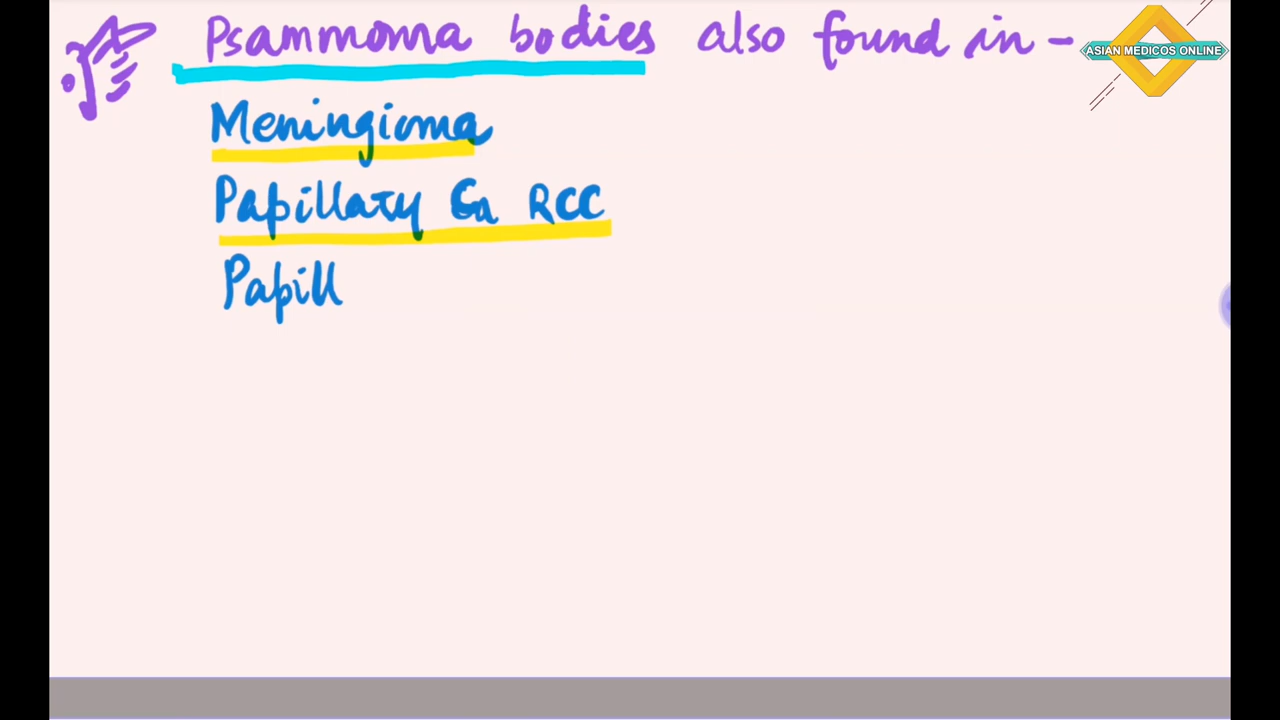 Psammoma bodies also found in -
ASIAN MEDICOS ONLINE
Meningioma
Papillary Ca RCC
Papill